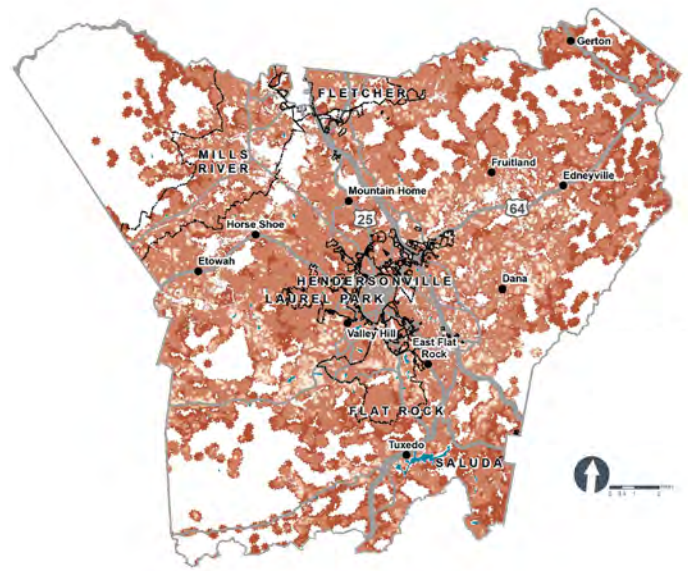 Gerton
FLETCHER
MILLS
RIVER
Fruitland
Edneyville
Mountain Home
25
64
Horse Shoe
Etowah
HENDERSONVILLE
LAUREL PARK
Dana
Valley Hill
East Flat
Rock
FLAT ROCK
Tuxedo
SALUDA